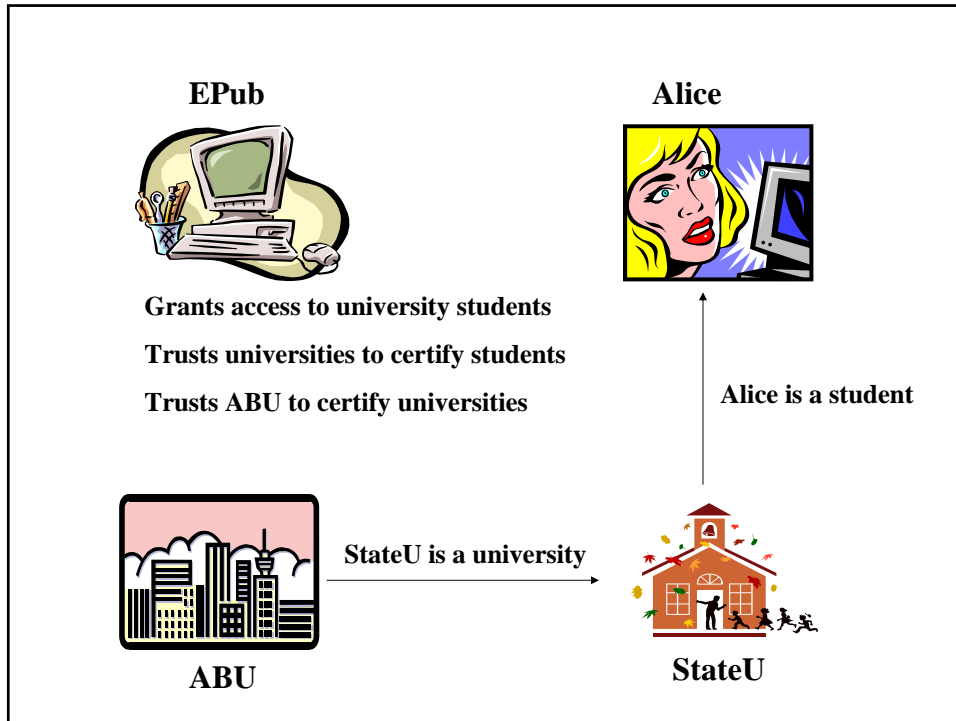 EPub
Alice
Grants access to university students
Trusts universities to certify students
Trusts ABU to certify universities
Alice is a student
StateU is a university
ABU
StateU